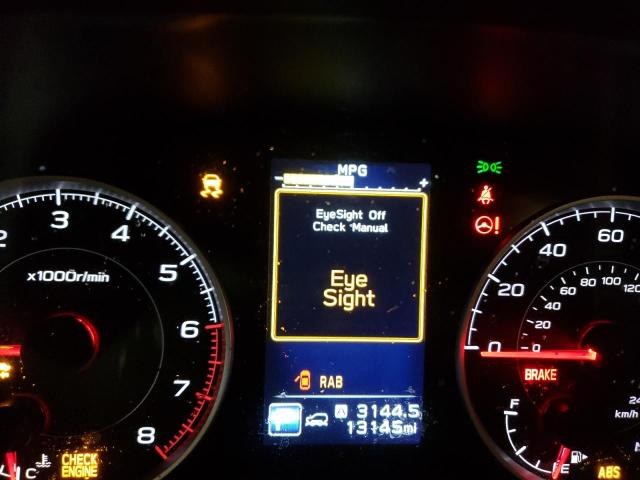 MPG
- +
EyeSight Off
Check Manual
Eye
Sight
RAB
A 3144.5
13145mi
2 3 4 5 6 7 8
x1000r/min
C
CHECK
ENGINE
0 20 40 60
0 40 60 80 100 120
BRAKE
km/h
F
E
ABS